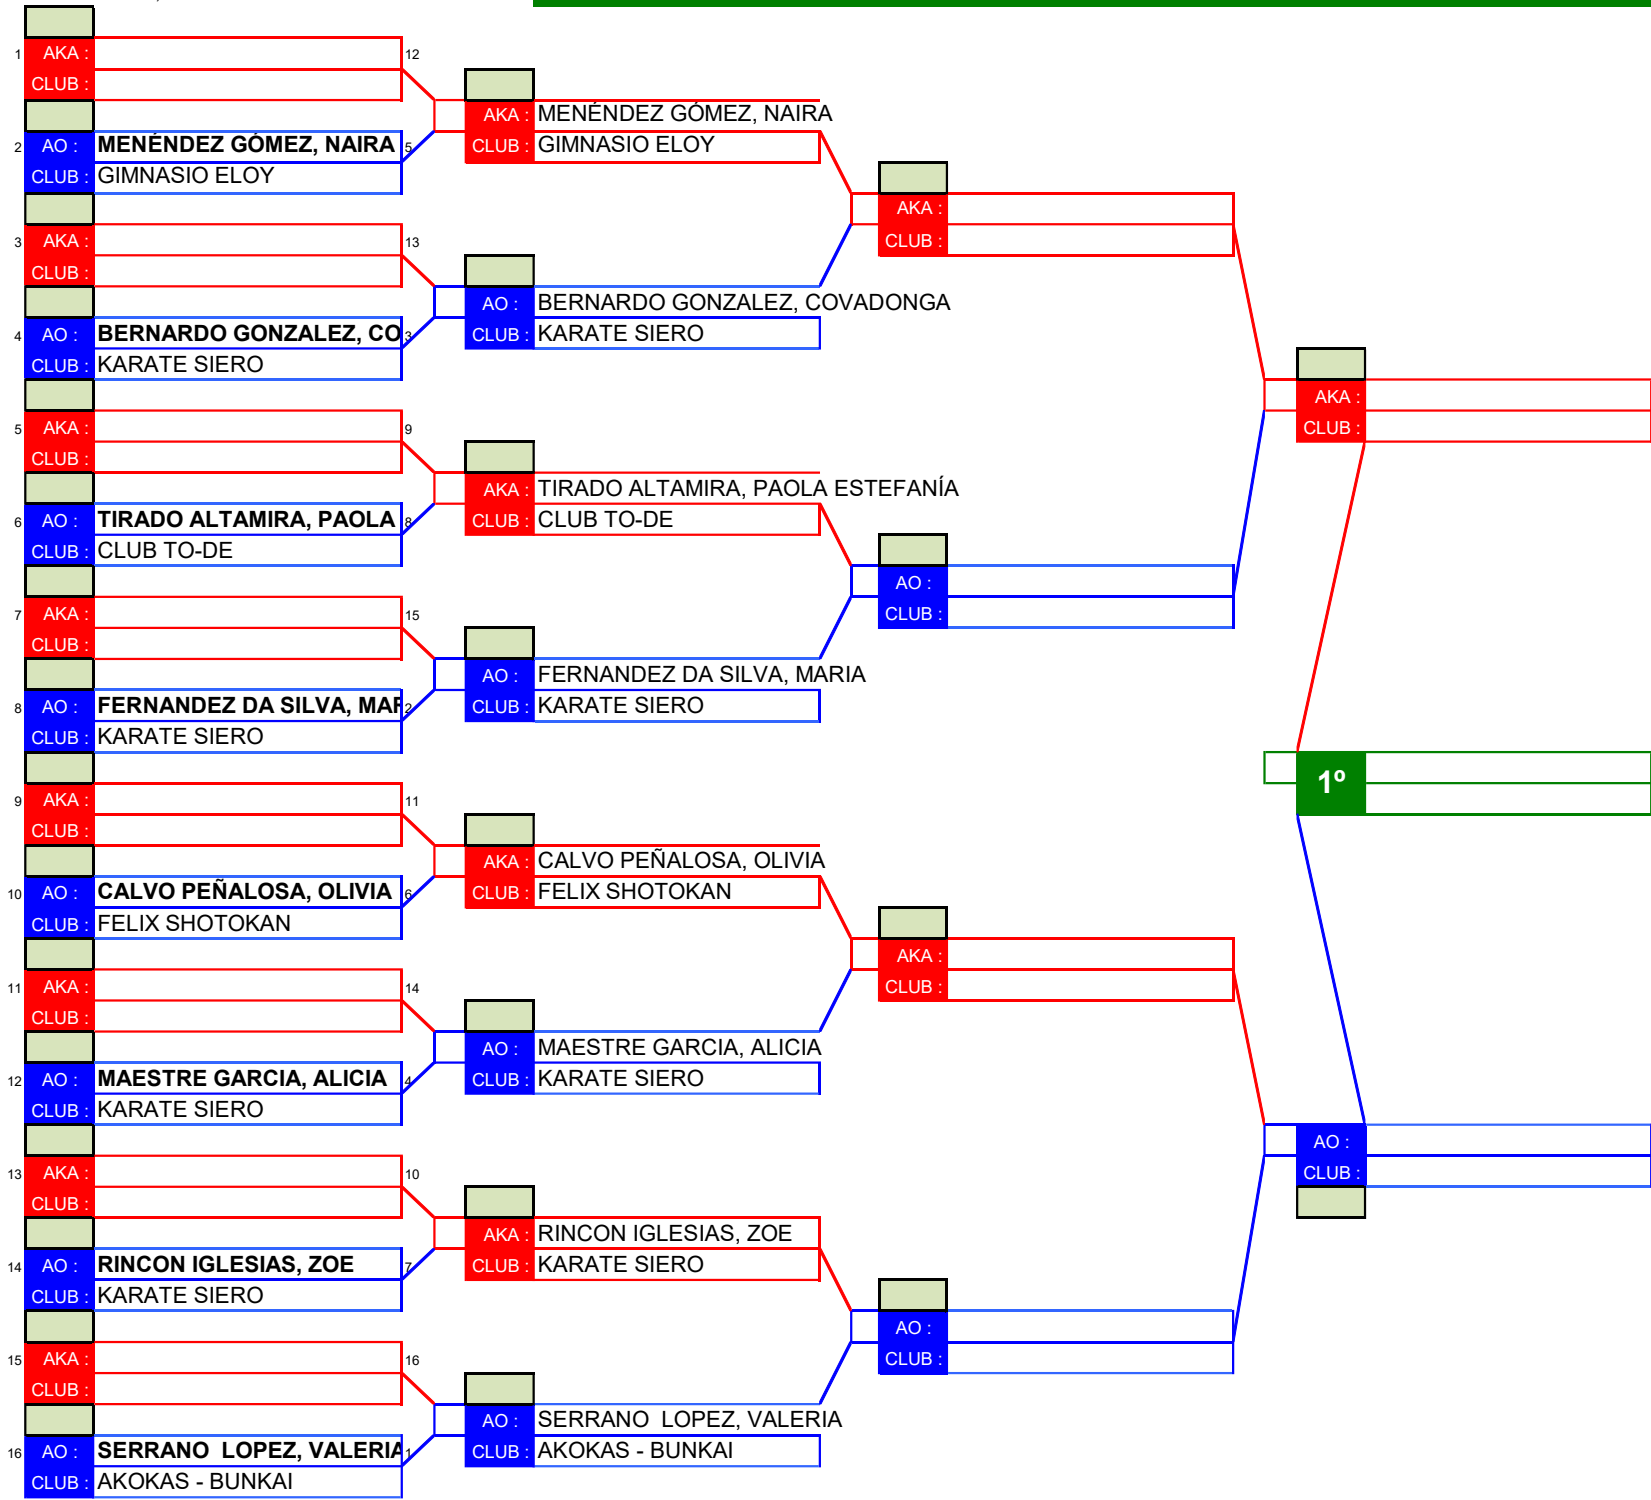 1 AKA : 12
CLUB :
2 AO : MENÉNDEZ GÓMEZ, NAIRA 5
CLUB : GIMNASIO ELOY
3 AKA : 13
CLUB :
4 AO : BERNARDO GONZALEZ, CO 3
CLUB : KARATE SIERO
5 AKA : 9
CLUB :
6 AO : TIRADO ALTAMIRA, PAOLA 8
CLUB : CLUB TO-DE
7 AKA : 15
CLUB :
8 AO : FERNANDEZ DA SILVA, MAR 2
CLUB : KARATE SIERO
9 AKA : 11
CLUB :
10 AO : CALVO PEÑALOSA, OLIVIA 6
CLUB : FELIX SHOTOKAN
11 AKA : 14
CLUB :
12 AO : MAESTRE GARCIA, ALICIA 4
CLUB : KARATE SIERO
13 AKA : 10
CLUB :
14 AO : RINCON IGLESIAS, ZOE 7
CLUB : KARATE SIERO
15 AKA : 16
CLUB :
16 AO : SERRANO  LOPEZ, VALERIA 1
CLUB : AKOKAS - BUNKAI
AKA : MENÉNDEZ GÓMEZ, NAIRA
CLUB : GIMNASIO ELOY
AO : BERNARDO GONZALEZ, COVADONGA
CLUB : KARATE SIERO
AKA : TIRADO ALTAMIRA, PAOLA ESTEFANÍA
CLUB : CLUB TO-DE
AO : FERNANDEZ DA SILVA, MARIA
CLUB : KARATE SIERO
AKA : CALVO PEÑALOSA, OLIVIA
CLUB : FELIX SHOTOKAN
AO : MAESTRE GARCIA, ALICIA
CLUB : KARATE SIERO
AKA : RINCON IGLESIAS, ZOE
CLUB : KARATE SIERO
AO : SERRANO  LOPEZ, VALERIA
CLUB : AKOKAS - BUNKAI
AKA :
CLUB :
AO :
CLUB :
AKA :
CLUB :
AO :
CLUB :
AKA :
CLUB :
1º
AO :
CLUB :